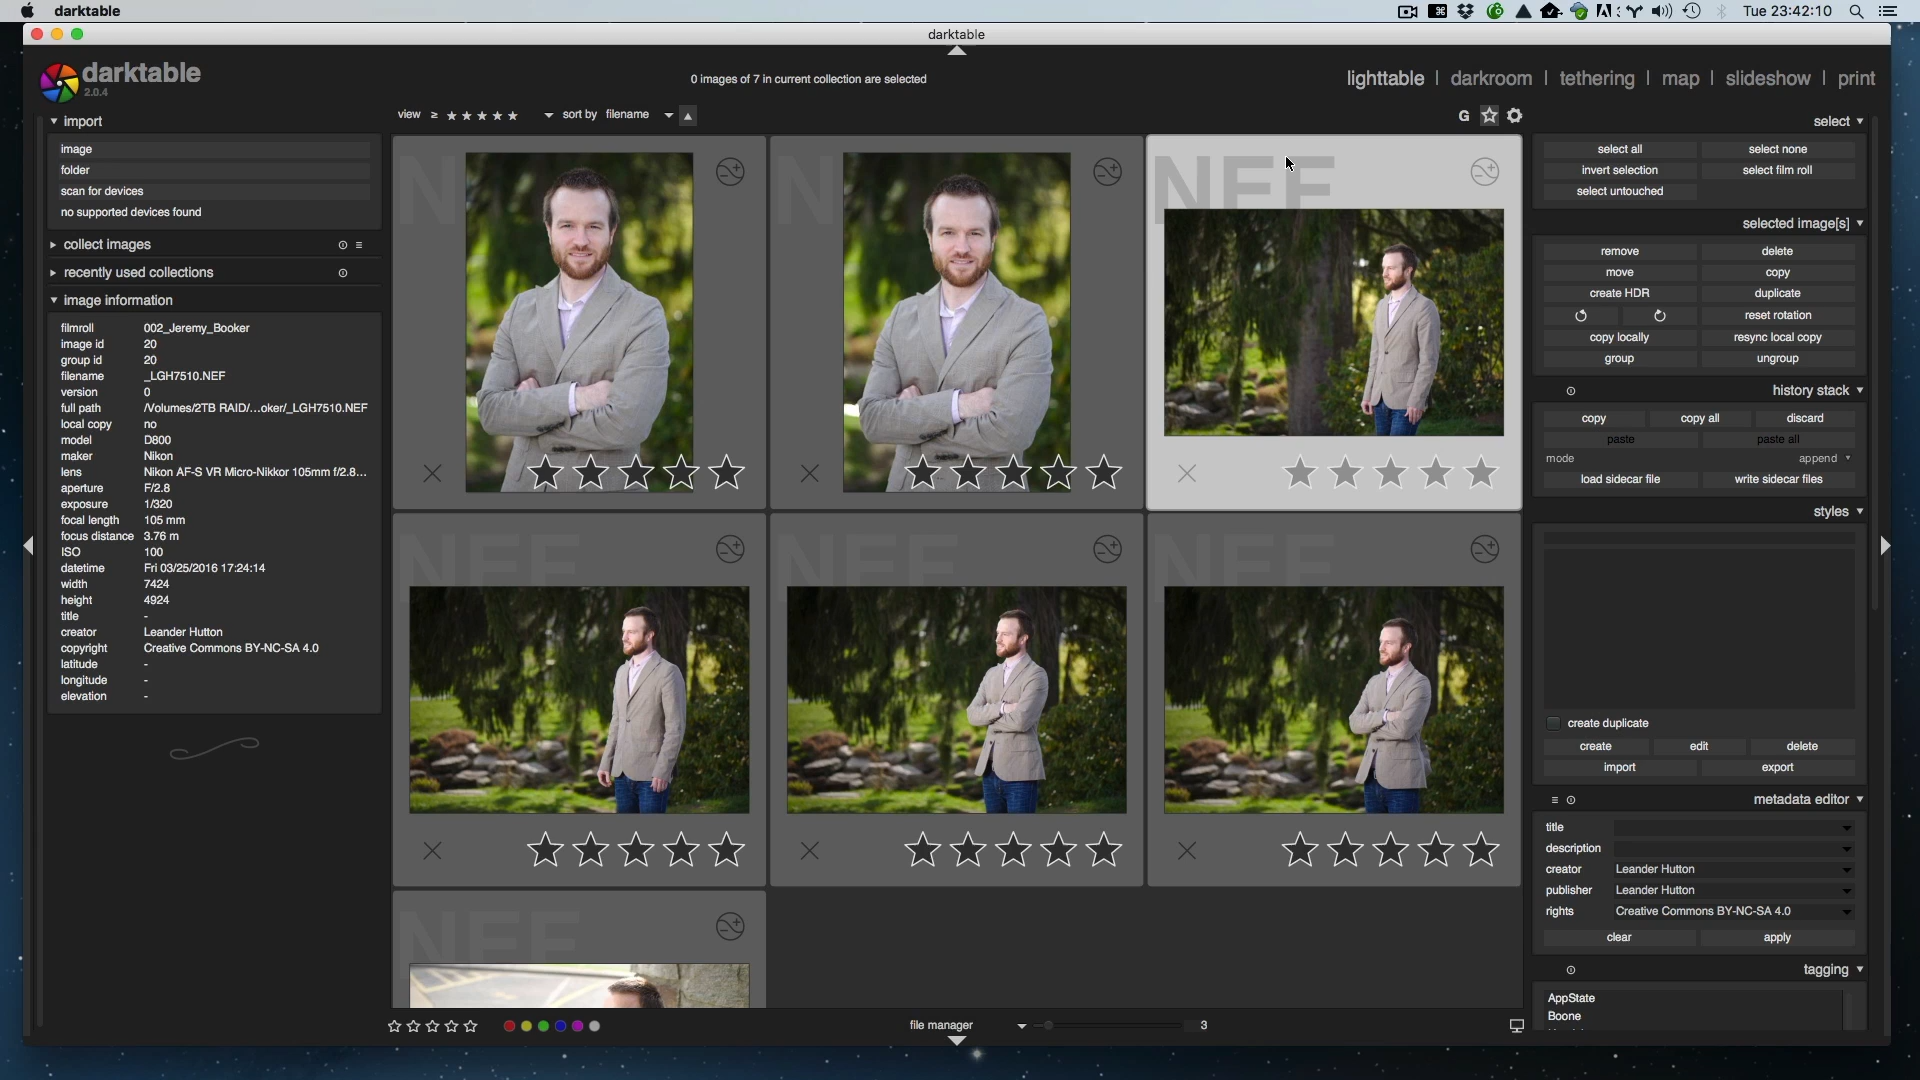 darktable
Tue 23:42:10
darktable
darktable
2.0.4
0 images of 7 in current collection are selected
lighttable | darkroom | tethering | map | slideshow | print
view ≥
sort by filename
G
import
image
folder
scan for devices
no supported devices found
collect images
recently used collections
image information
filmroll 002_Jeremy_Booker
image id 20
group id 20
filename _LGH7510.NEF
version 0
full path /Volumes/2TB RAID/...oker/_LGH7510.NEF
local copy no
model D800
maker Nikon
lens Nikon AF-S VR Micro-Nikkor 105mm f/2.8...
aperture F/2.8
exposure 1/320
focal length 105 mm
focus distance 3.76 m
ISO 100
datetime Fri 03/25/2016 17:24:14
width 7424
height 4924
title -
creator Leander Hutton
copyright Creative Commons BY-NC-SA 4.0
latitude -
longitude -
elevation -
N
N
NEF
NEF
NEF
NEF
NEF
file manager
3
select
select all select none
invert selection select film roll
select untouched
selected image[s]
remove delete
move copy
create HDR duplicate
reset rotation
copy locally resync local copy
group ungroup
history stack
copy copy all discard
paste paste all
mode append
load sidecar file write sidecar files
styles
create duplicate
create edit delete
import export
metadata editor
title
description
creator Leander Hutton
publisher Leander Hutton
rights Creative Commons BY-NC-SA 4.0
clear apply
tagging
AppState
Boone